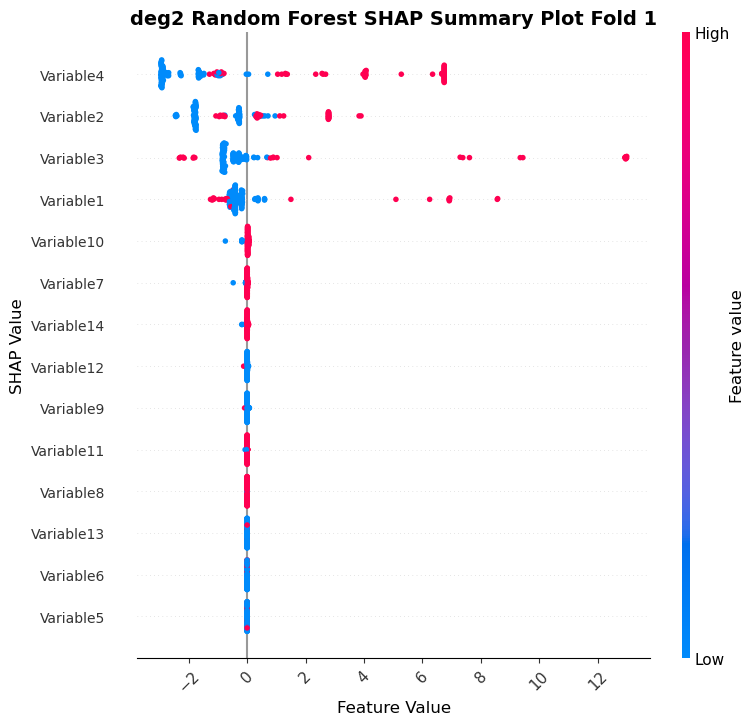 deg2 Random Forest SHAP Summary Plot Fold 1
High
Variable4
Variable2
Variable3
Variable1
Variable10
Variable7
Variable14
Variable12
Variable9
Variable11
Variable8
Variable13
Variable6
Variable5
SHAP Value
Feature value
Low
−2
0
2
4
6
8
10
12
Feature Value